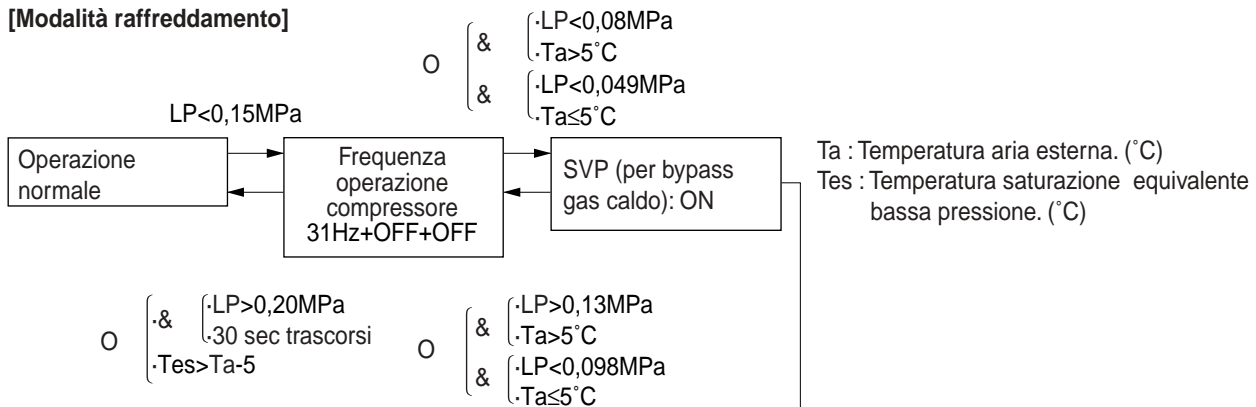 [Modalità raffreddamento]
O
&
·LP<0,08MPa
·Ta>5˚C
&
·LP<0,049MPa
·Ta≤5˚C
LP<0,15MPa
Operazione
normale
Frequenza
operazione
compressore
31Hz+OFF+OFF
SVP (per bypass
gas caldo): ON
Ta : Temperatura aria esterna. (˚C)
Tes : Temperatura saturazione equivalente
bassa pressione. (˚C)
O
·&
·LP>0,20MPa
·30 sec trascorsi
·Tes>Ta-5
O
&
·LP>0,13MPa
·Ta>5˚C
&
·LP<0,098MPa
·Ta≤5˚C